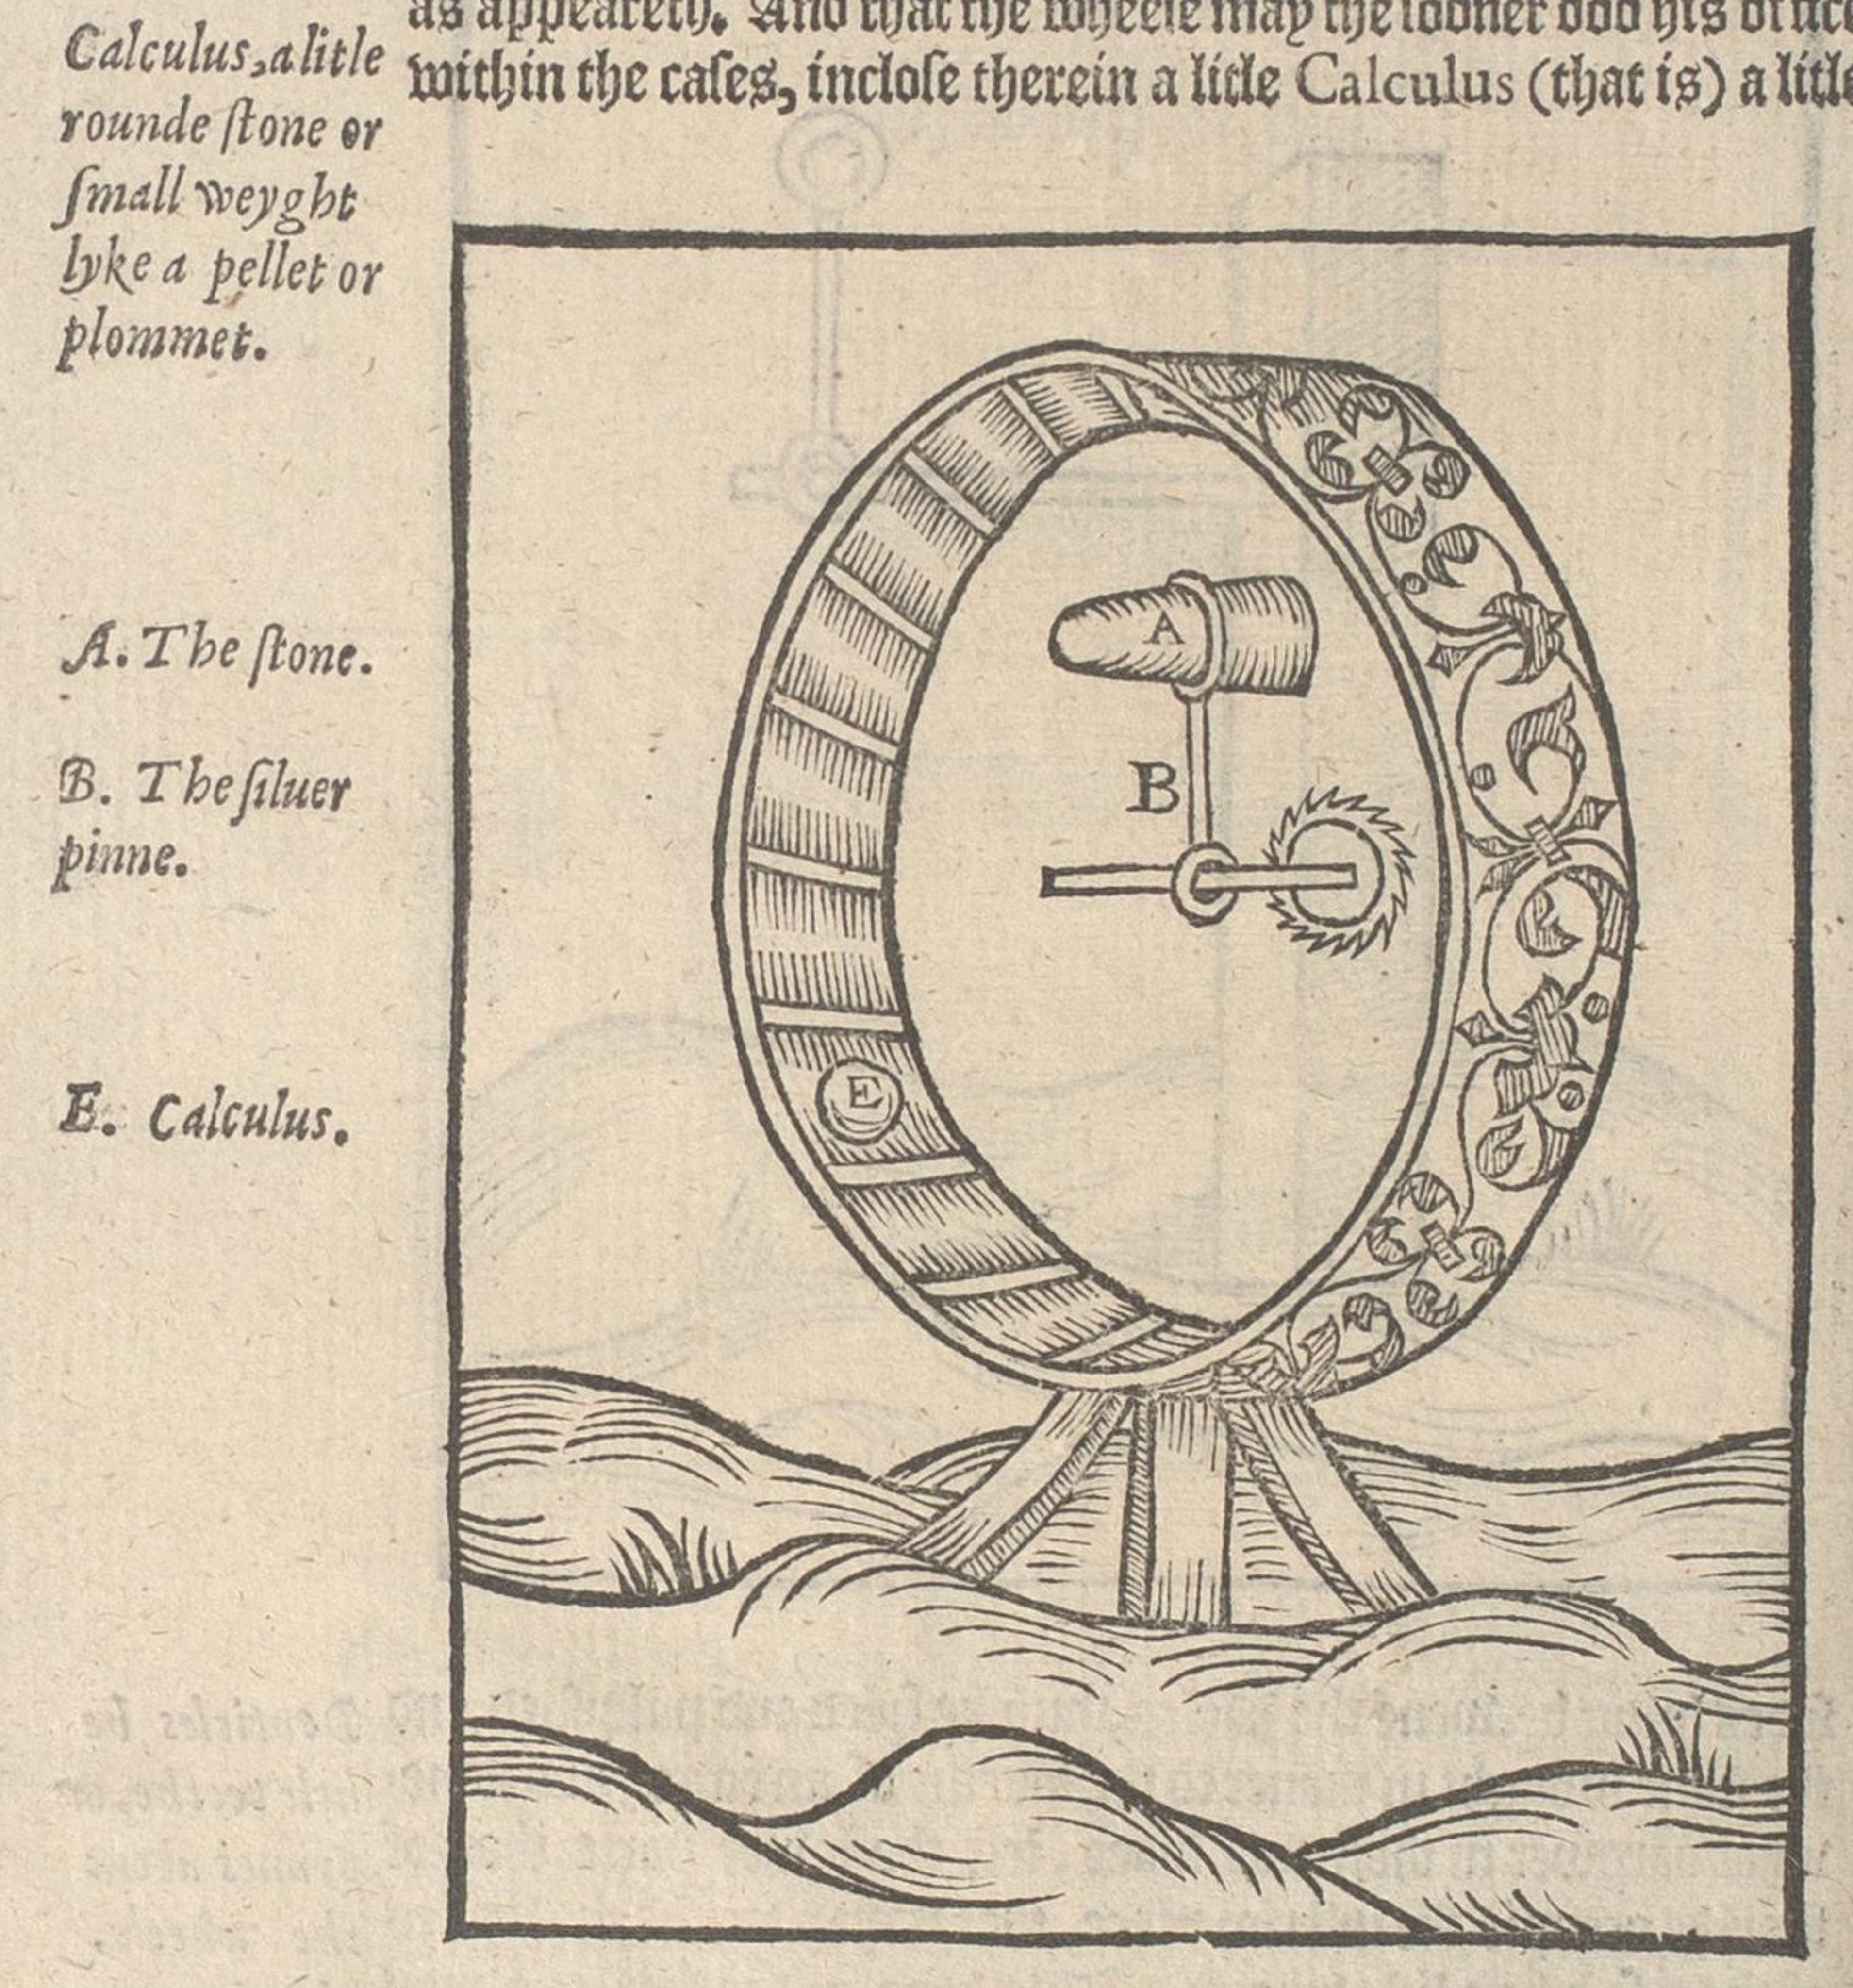 as appeareth. And that the wheele may the sooner doo his office
within the cases, inclose therein a litle Calculus (that is) a litle
Calculus, a litle
rounde ſtone or
ſmall weyght
lyke a pellet or
plommet.
A. The ſtone.
B. The ſiluer
pinne.
E. Calculus.
A
B
E